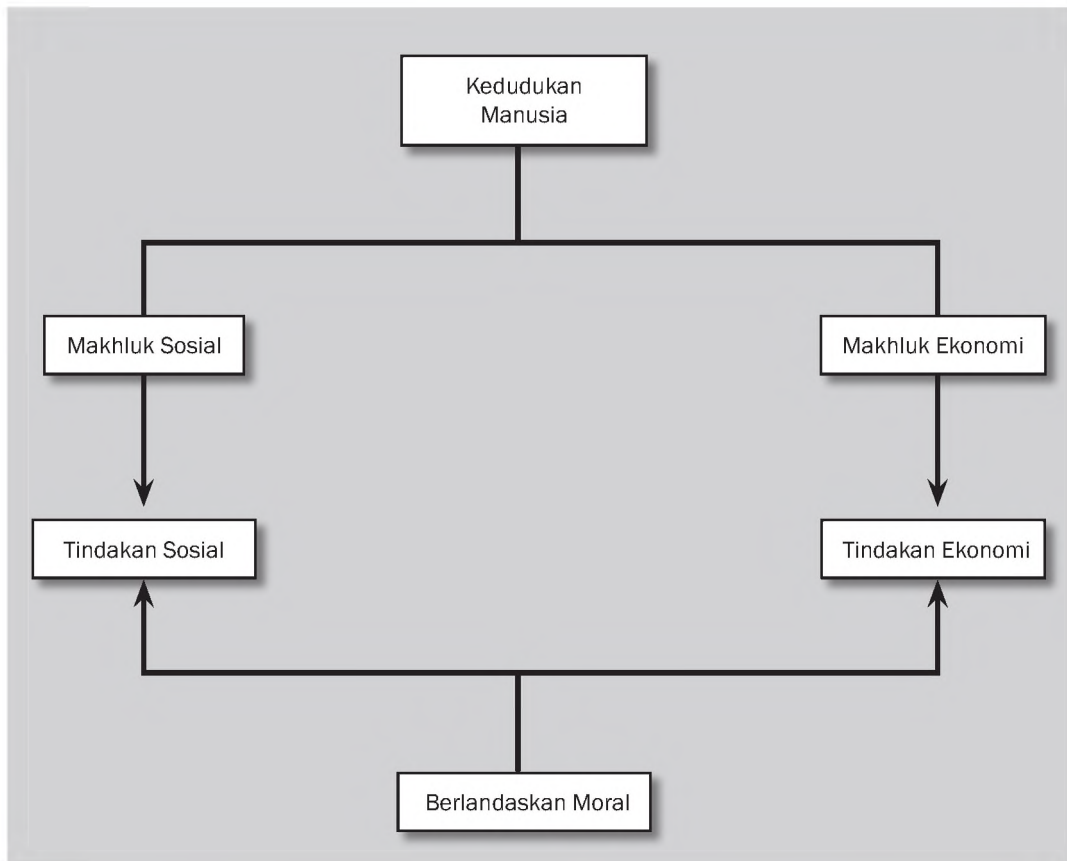 Kedudukan
Manusia
Makhluk Sosial
Makhluk Ekonomi
Tindakan Sosial
Tindakan Ekonomi
Berlandaskan Moral